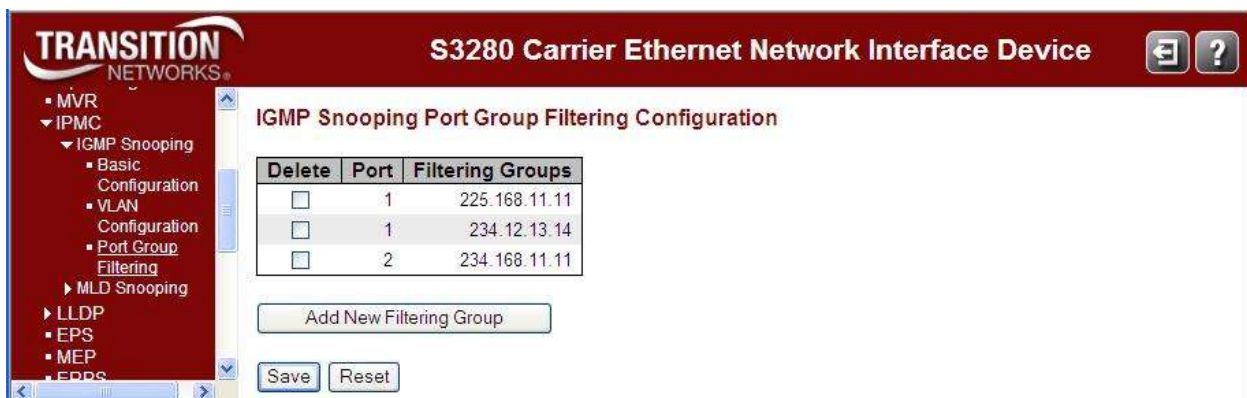 TRANSITION
NETWORKS®
S3280 Carrier Ethernet Network Interface Device
?
MVR
IPMC
IGMP Snooping
Basic
Configuration
VLAN
Configuration
Port Group
Filtering
MLD Snooping
LLDP
EPS
MEP
ERPS
IGMP Snooping Port Group Filtering Configuration
Delete Port Filtering Groups
1 225.168.11.11
1 234.12.13.14
2 234.168.11.11
Add New Filtering Group
Save Reset